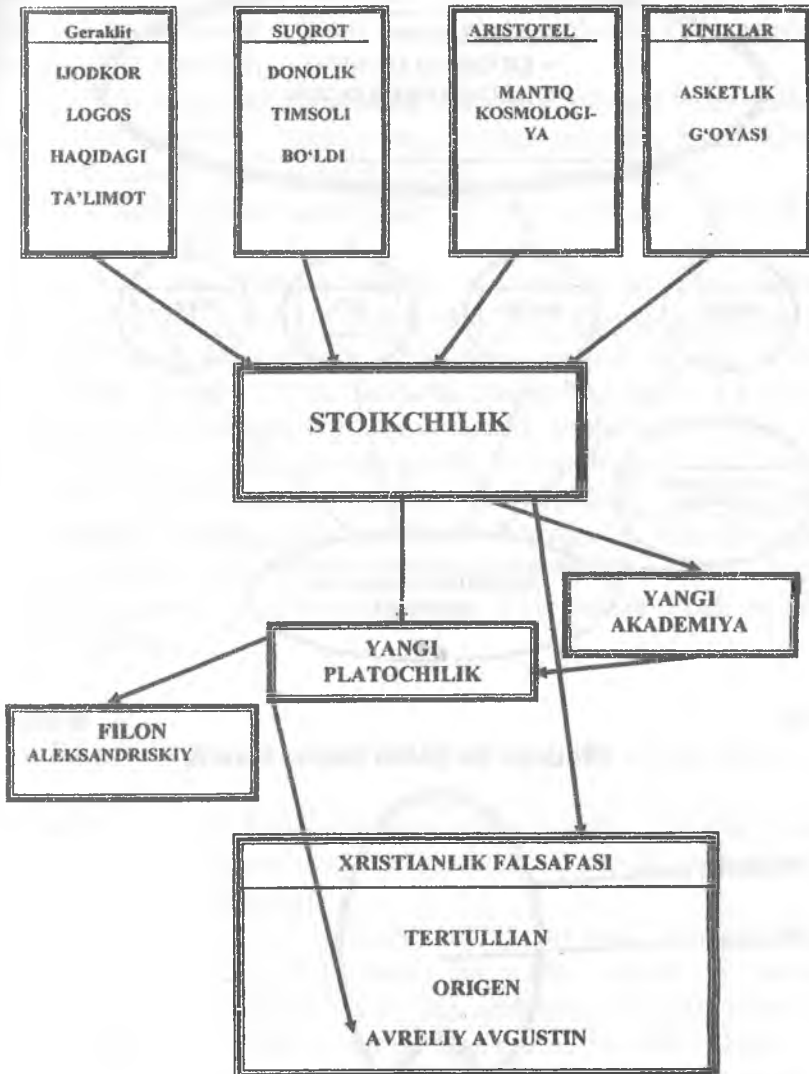 Geraklit
IJODKOR
LOGOS
HAQIDAGI
TA’LIMOT
SUQROT
DONOLIK
TIMSOLI
BO‘LDI
ARISTOTEL
MANTIQ
KOSMOLOGI-
YA
KINIKLAR
ASKETLIK
G‘OYASI
STOIKCHILIK
YANGI
AKADEMIYA
YANGI
PLATOCHILIK
FILON
ALEKSANDRISKIY
XRISTIANLIK FALSAFASI
TERTULLIAN
ORIGEN
AVRELIY AVGUSTIN